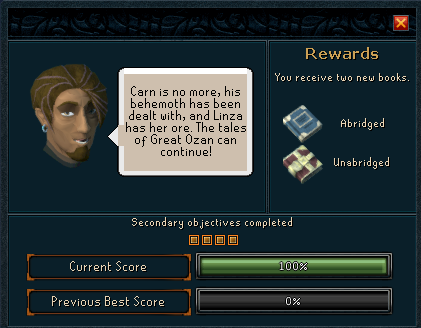 Rewards
You receive two new books.
Abridged
Unabridged
Carn is no more, his
behemoth has been
dealt with, and Linza
has her ore. The tales
of Great Ozan can
continue!
Secondary objectives completed
Current Score
100%
Previous Best Score
0%